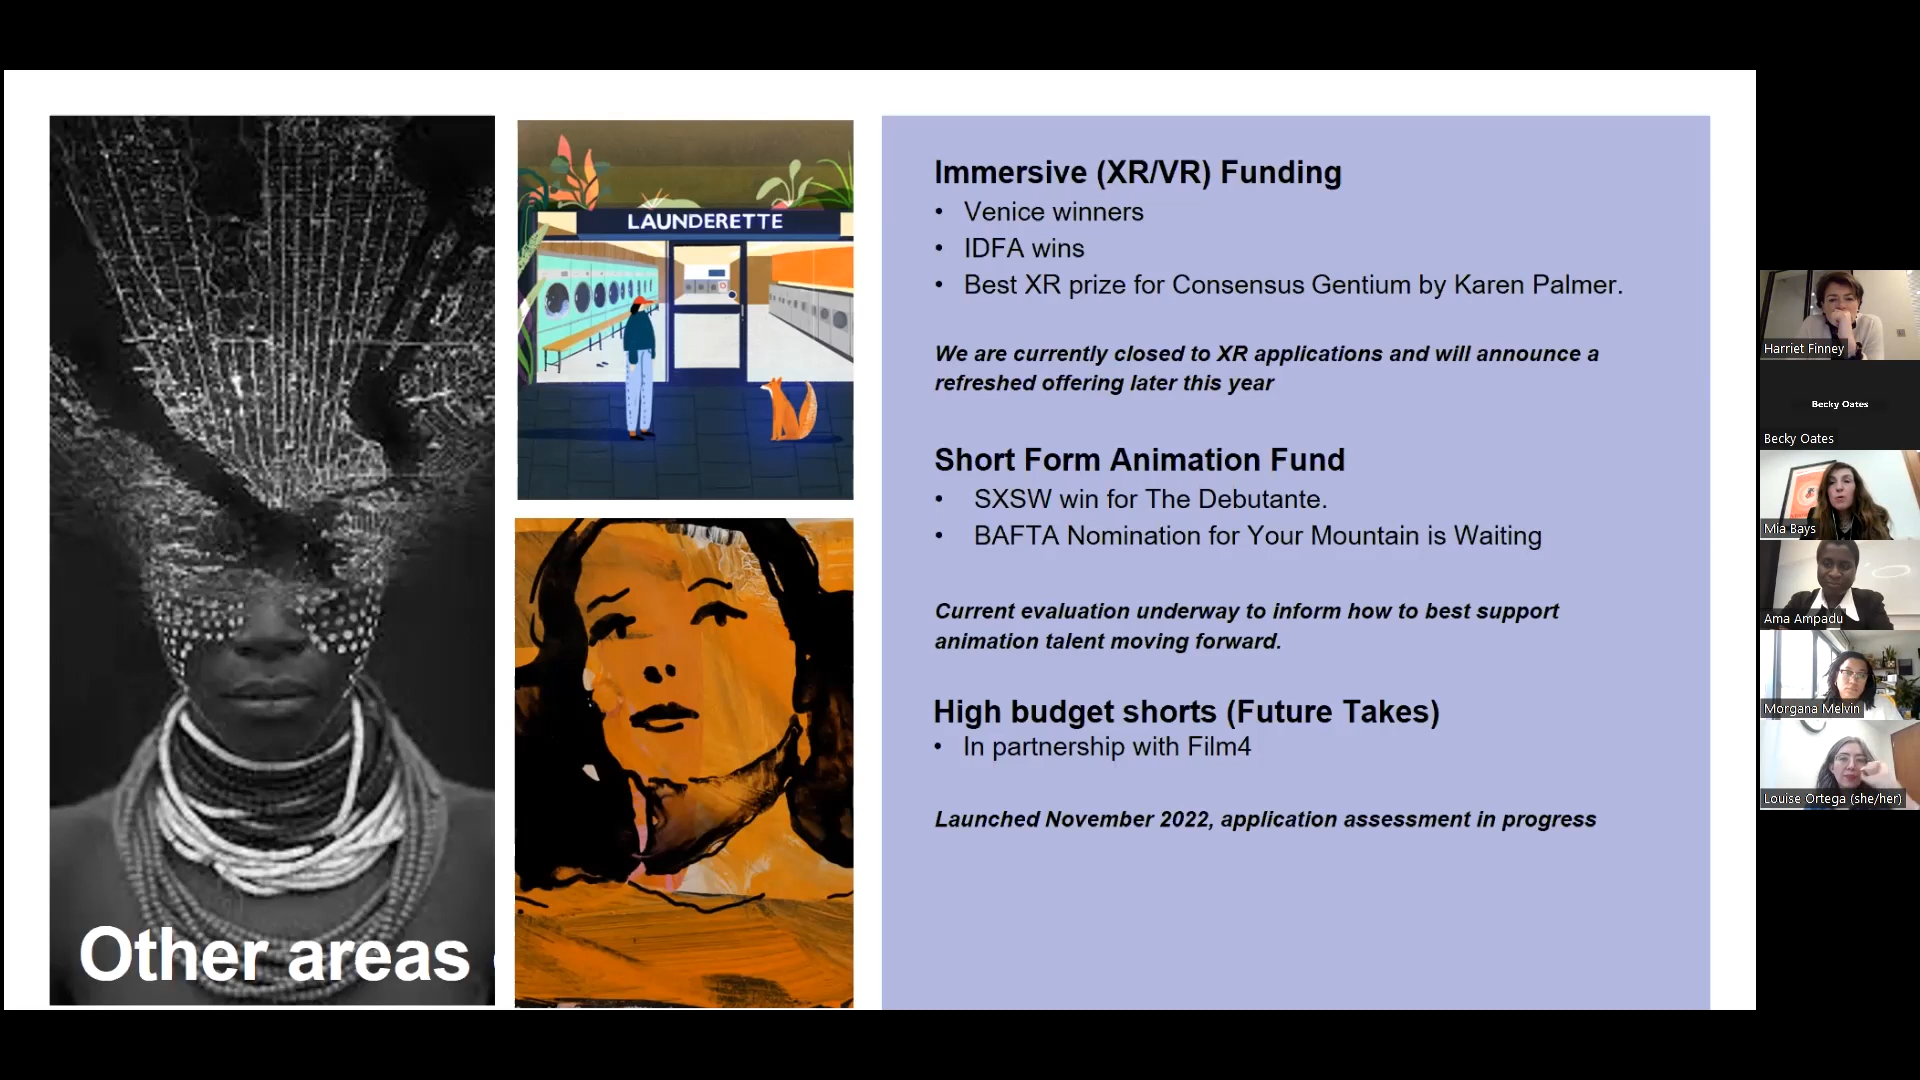 LAUNDERETTE
Other areas
Immersive (XR/VR) Funding
• Venice winners
• IDFA wins
• Best XR prize for Consensus Gentium by Karen Palmer.
We are currently closed to XR applications and will announce a
refreshed offering later this year
Short Form Animation Fund
• SXSW win for The Debutante.
• BAFTA Nomination for Your Mountain is Waiting
Current evaluation underway to inform how to best support
animation talent moving forward.
High budget shorts (Future Takes)
• In partnership with Film4
Launched November 2022, application assessment in progress
Harriet Finney
Becky Oates
Becky Oates
Mia Bays
Ama Ampadu
Morgana Melvin
Louise Ortega (she/her)